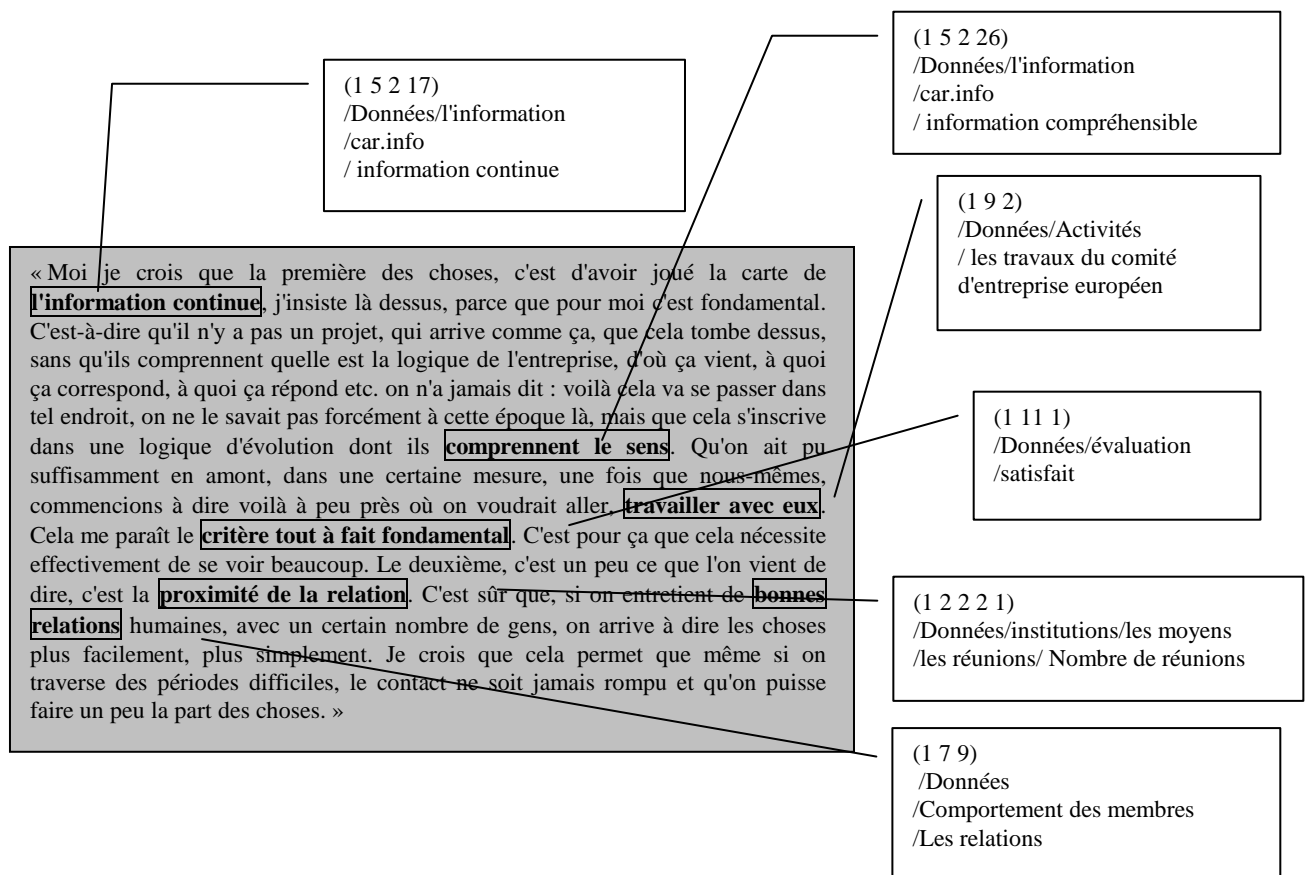 (1 5 2 17)
/Données/l'information
/car.info
/ information continue
(1 5 2 26)
/Données/l'information
/car.info
/ information compréhensible
(1 9 2)
/Données/Activités
/ les travaux du comité
d'entreprise européen
« Moi je crois que la première des choses, c'est d'avoir joué la carte de
l'information continue, j'insiste là dessus, parce que pour moi c'est fondamental.
C'est-à-dire qu'il n'y a pas un projet, qui arrive comme ça, que cela tombe dessus,
sans qu'ils comprennent quelle est la logique de l'entreprise, d'où ça vient, à quoi
ça correspond, à quoi ça répond etc. on n'a jamais dit : voilà cela va se passer dans
tel endroit, on ne le savait pas forcément à cette époque là, mais que cela s'inscrive
dans une logique d'évolution dont ils comprennent le sens. Qu'on ait pu
suffisamment en amont, dans une certaine mesure, une fois que nous-mêmes,
commencions à dire voilà à peu près où on voudrait aller, travailler avec eux.
Cela me paraît le critère tout à fait fondamental. C'est pour ça que cela nécessite
effectivement de se voir beaucoup. Le deuxième, c'est un peu ce que l'on vient de
dire, c'est la proximité de la relation. C'est sûr que, si on entretient de bonnes
relations humaines, avec un certain nombre de gens, on arrive à dire les choses
plus facilement, plus simplement. Je crois que cela permet que même si on
traverse des périodes difficiles, le contact ne soit jamais rompu et qu'on puisse
faire un peu la part des choses. »
(1 11 1)
/Données/évaluation
/satisfait
(1 2 2 2 1)
/Données/institutions/les moyens
/les réunions/ Nombre de réunions
(1 7 9)
/Données
/Comportement des membres
/Les relations